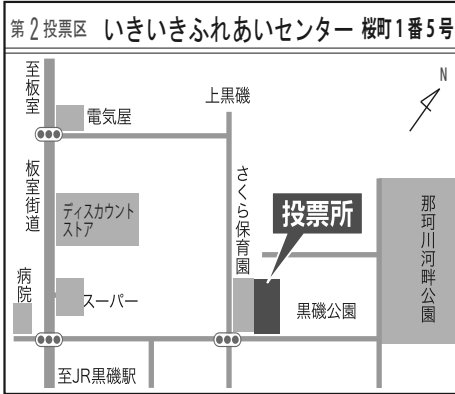 第2投票区 いきいきふれあいセンター 桜町1番5号
至板室
電気屋
上黒磯
N
板室街道
ディスカウント
ストア
さくら保育園
投票所
那珂川河畔公園
病院
スーパー
黒磯公園
至JR黒磯駅